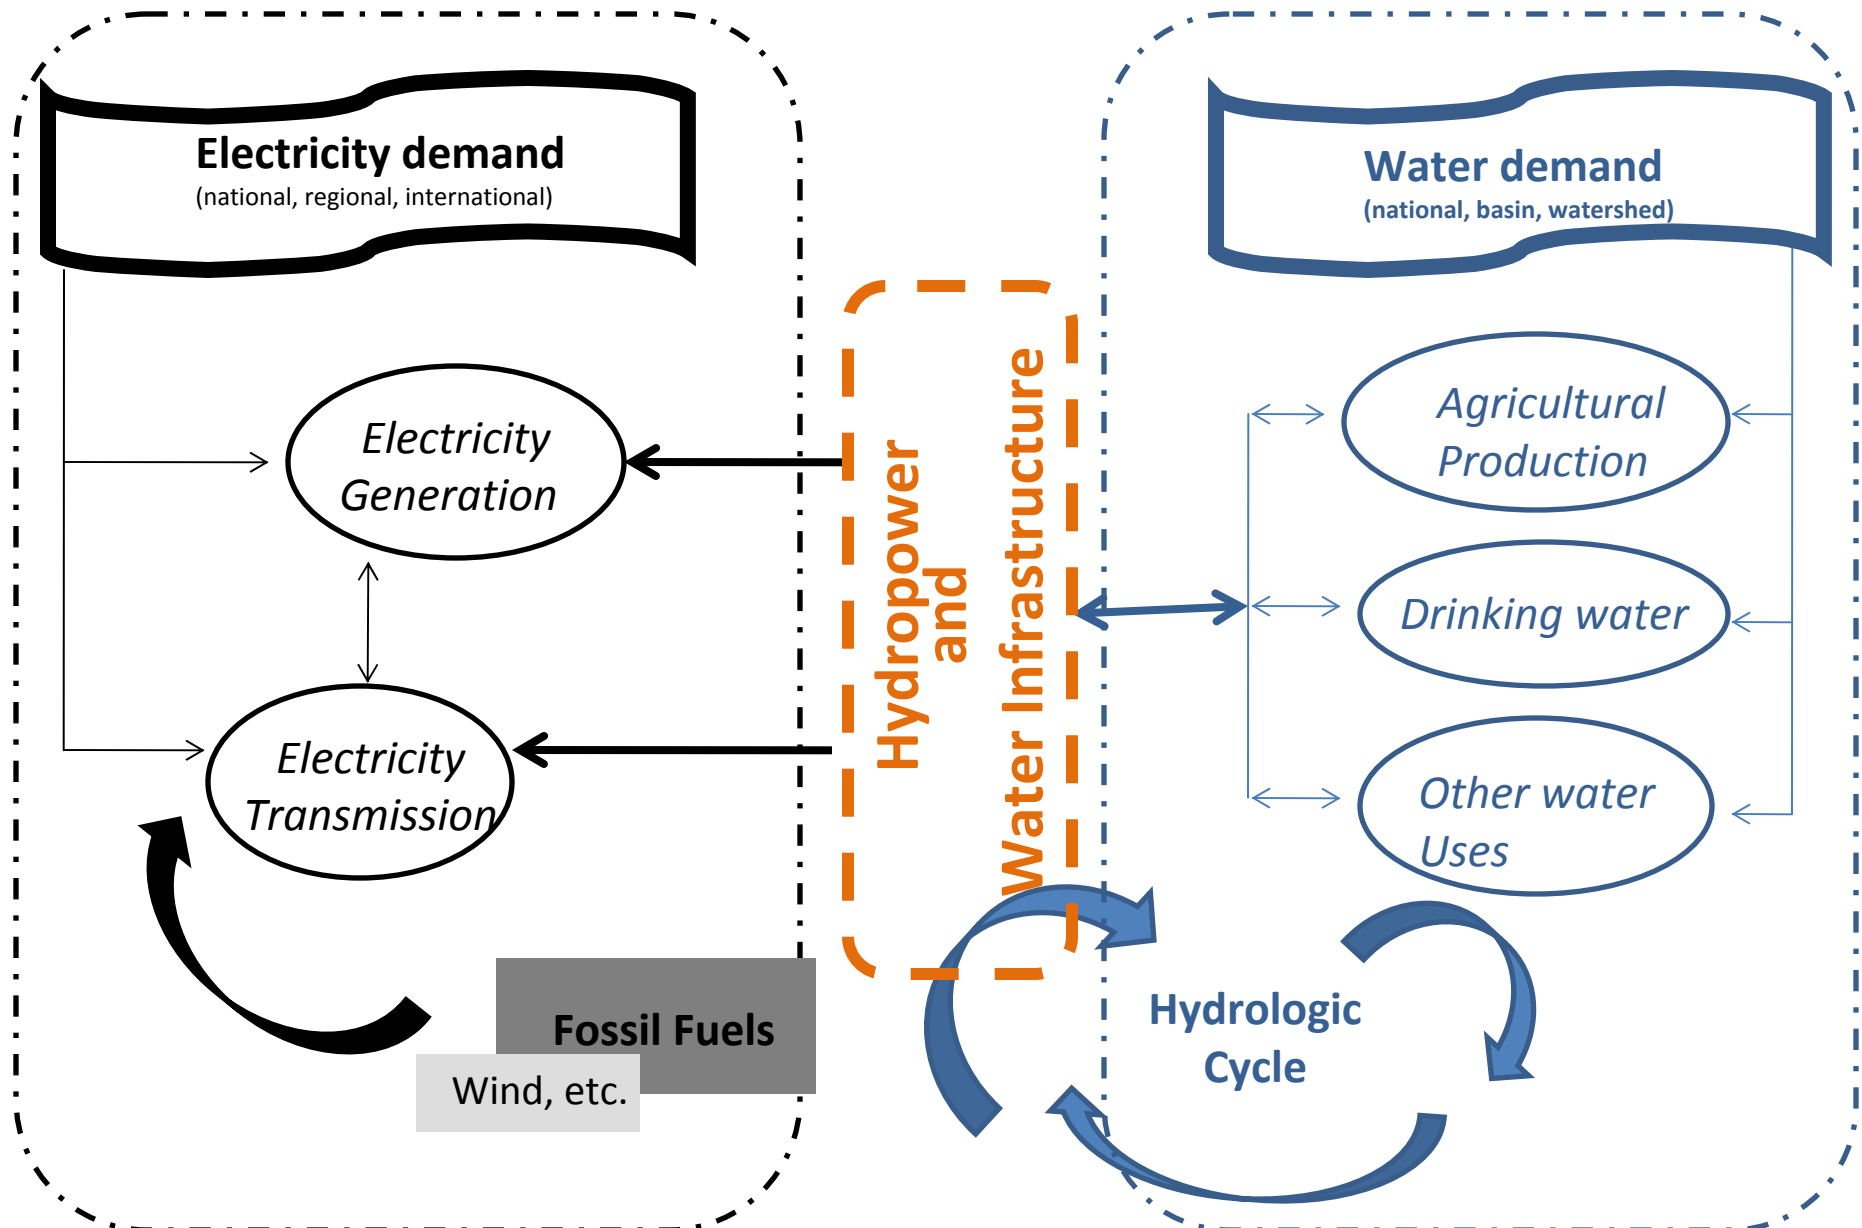 Electricity demand
(national, regional, international)
Electricity
Generation
Electricity
Transmission
Fossil Fuels
Wind, etc.
Hydropower
and
Water Infrastructure
Water demand
(national, basin, watershed)
Agricultural
Production
Drinking water
Other water
Uses
Hydrologic
Cycle